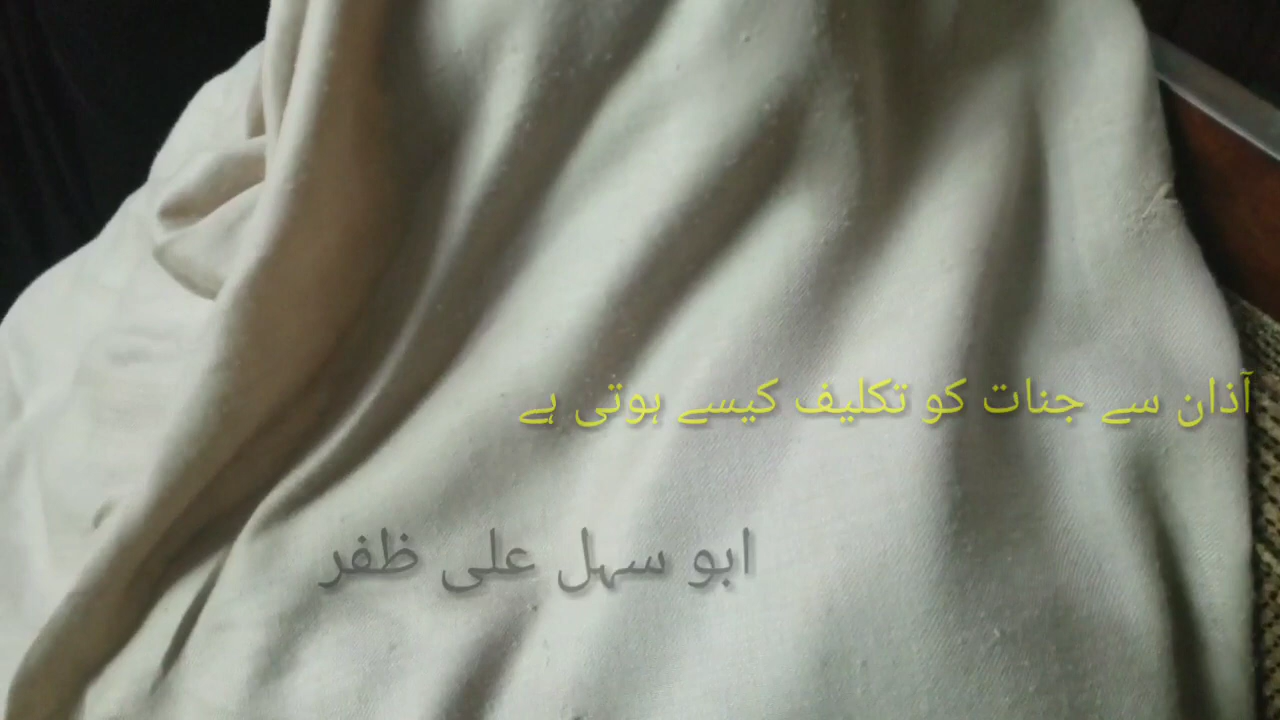 آذان سے جنات کو تکلیف کیسے ہوتی ہے
ابو سہل علی ظفر